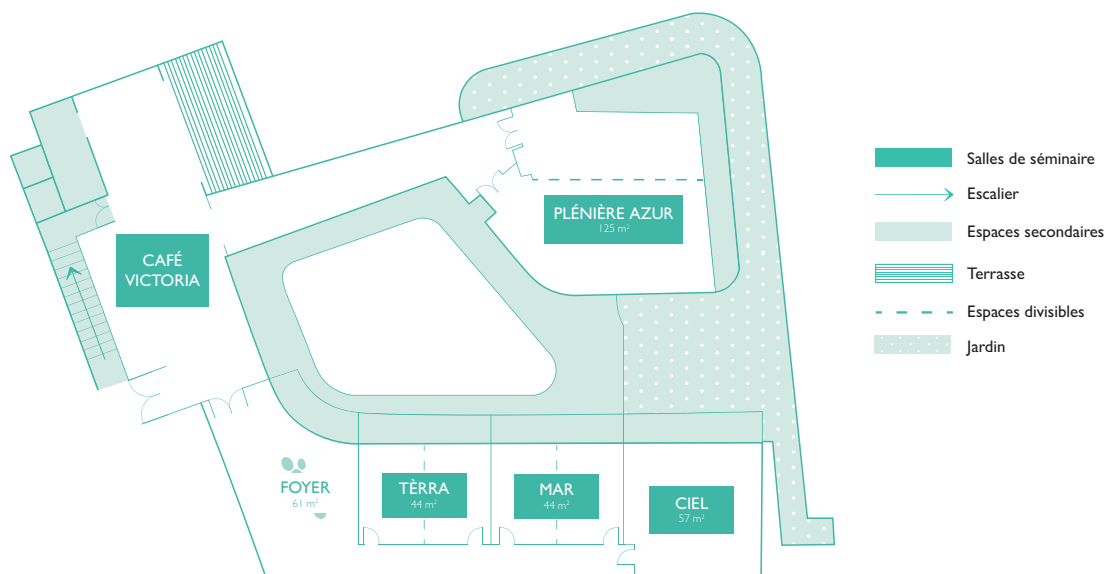 PLÉNIÈRE AZUR
125 m²
CAFÉ
VICTORIA
FOYER
61 m²
TÈRRA
44 m²
MAR
44 m²
CIEL
57 m²
Salles de séminaire
Escalier
Espaces secondaires
Terrasse
Espaces divisibles
Jardin